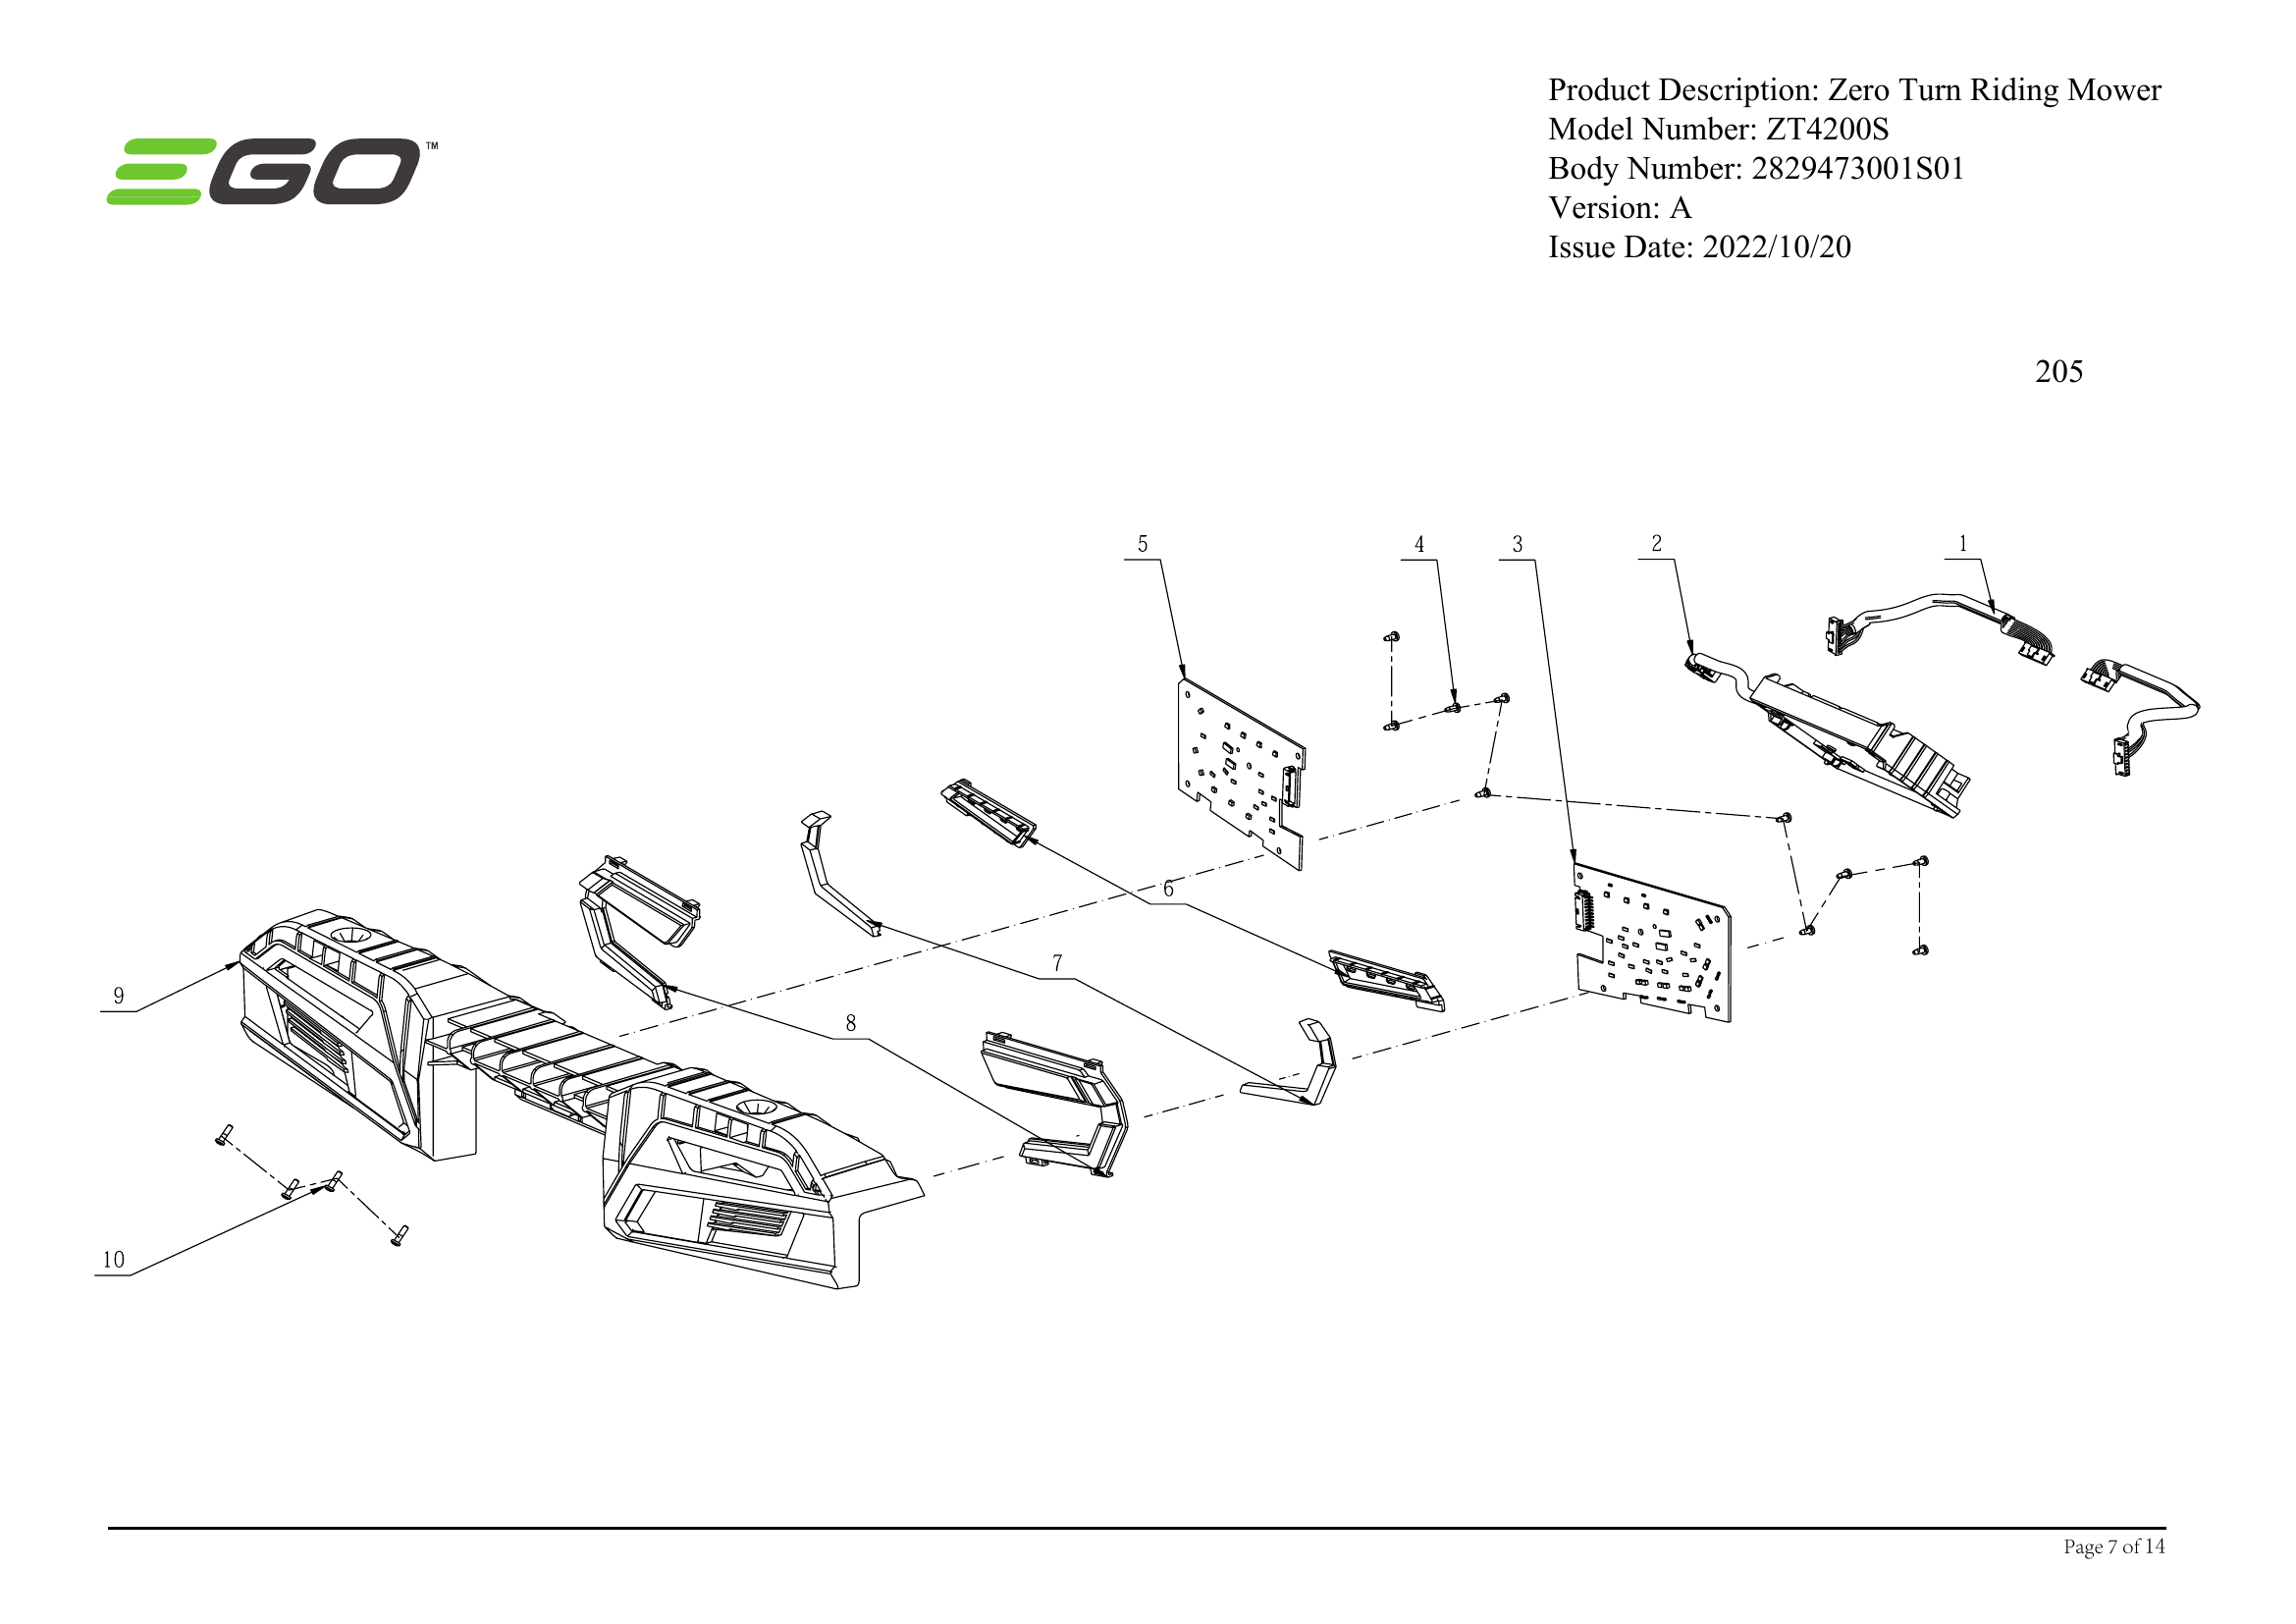 Product Description: Zero Turn Riding Mower
EGO™
Model Number: ZT4200S
Body Number: 2829473001S01
Version: A
Issue Date: 2022/10/20
205
5
4
3
2
1
6
7
9
8
10
Page 7 of 14